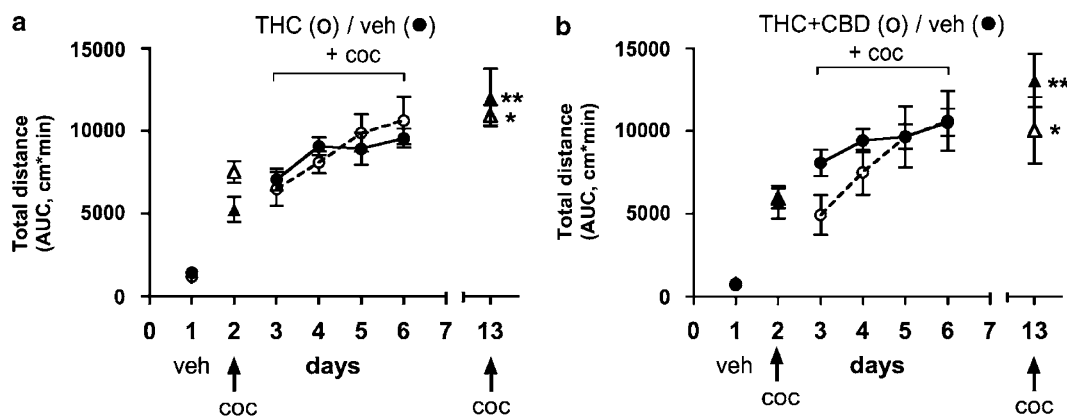 a
THC (o) / veh (●)
+ coc
Total distance
(AUC, cm*min)
15000
10000
5000
0
**
*
0 1 2 3 4 5 6 7 13
veh
days
coc
coc
b
THC+CBD (o) / veh (●)
+ coc
Total distance
(AUC, cm*min)
15000
10000
5000
0
**
*
0 1 2 3 4 5 6 7 13
veh
days
coc
coc